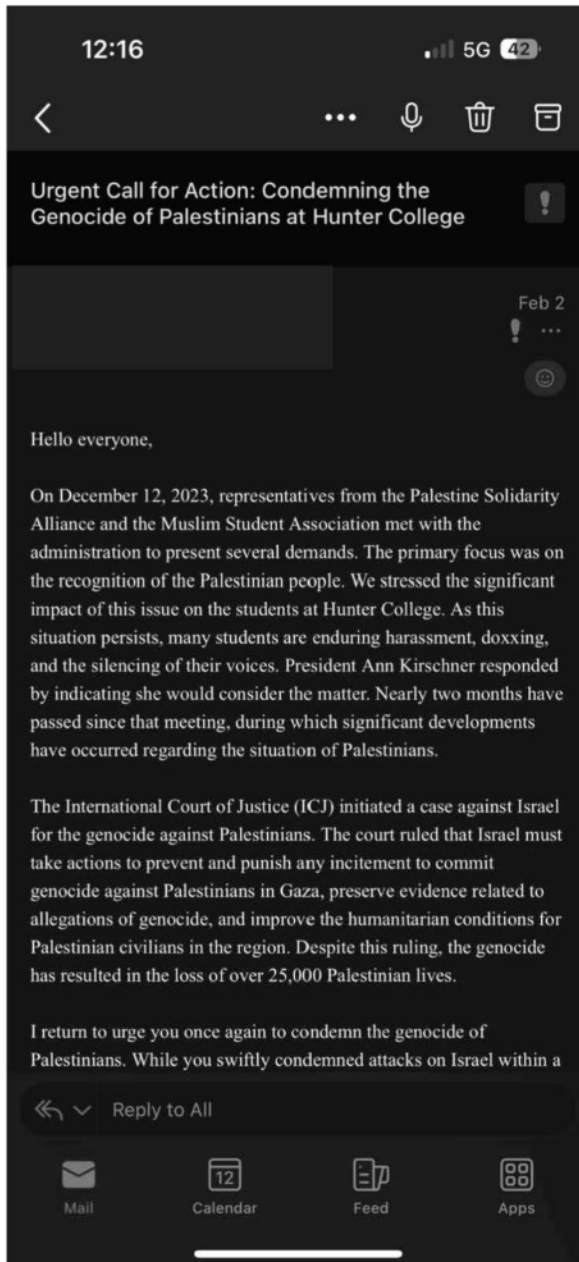 12:16
5G 42
Urgent Call for Action: Condemning the
Genocide of Palestinians at Hunter College
Feb 2
Hello everyone,
On December 12, 2023, representatives from the Palestine Solidarity
Alliance and the Muslim Student Association met with the
administration to present several demands. The primary focus was on
the recognition of the Palestinian people. We stressed the significant
impact of this issue on the students at Hunter College. As this
situation persists, many students are enduring harassment, doxxing,
and the silencing of their voices. President Ann Kirschner responded
by indicating she would consider the matter. Nearly two months have
passed since that meeting, during which significant developments
have occurred regarding the situation of Palestinians.
The International Court of Justice (ICJ) initiated a case against Israel
for the genocide against Palestinians. The court ruled that Israel must
take actions to prevent and punish any incitement to commit
genocide against Palestinians in Gaza, preserve evidence related to
allegations of genocide, and improve the humanitarian conditions for
Palestinian civilians in the region. Despite this ruling, the genocide
has resulted in the loss of over 25,000 Palestinian lives.
I return to urge you once again to condemn the genocide of
Palestinians. While you swiftly condemned attacks on Israel within a
Reply to All
12
Mail Calendar Feed Apps